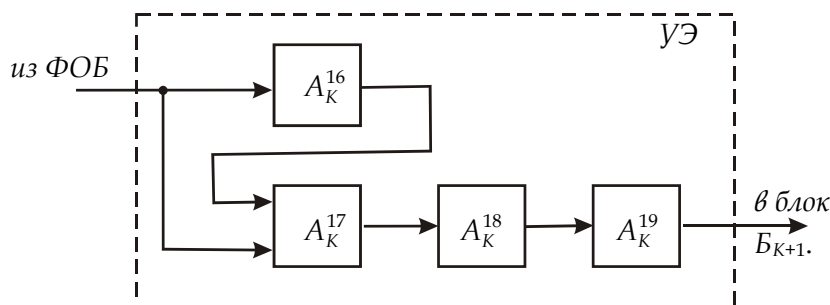 УЭ
из ФОБ
A_K^16
A_K^17
A_K^18
A_K^19
в блок
Б_K+1.